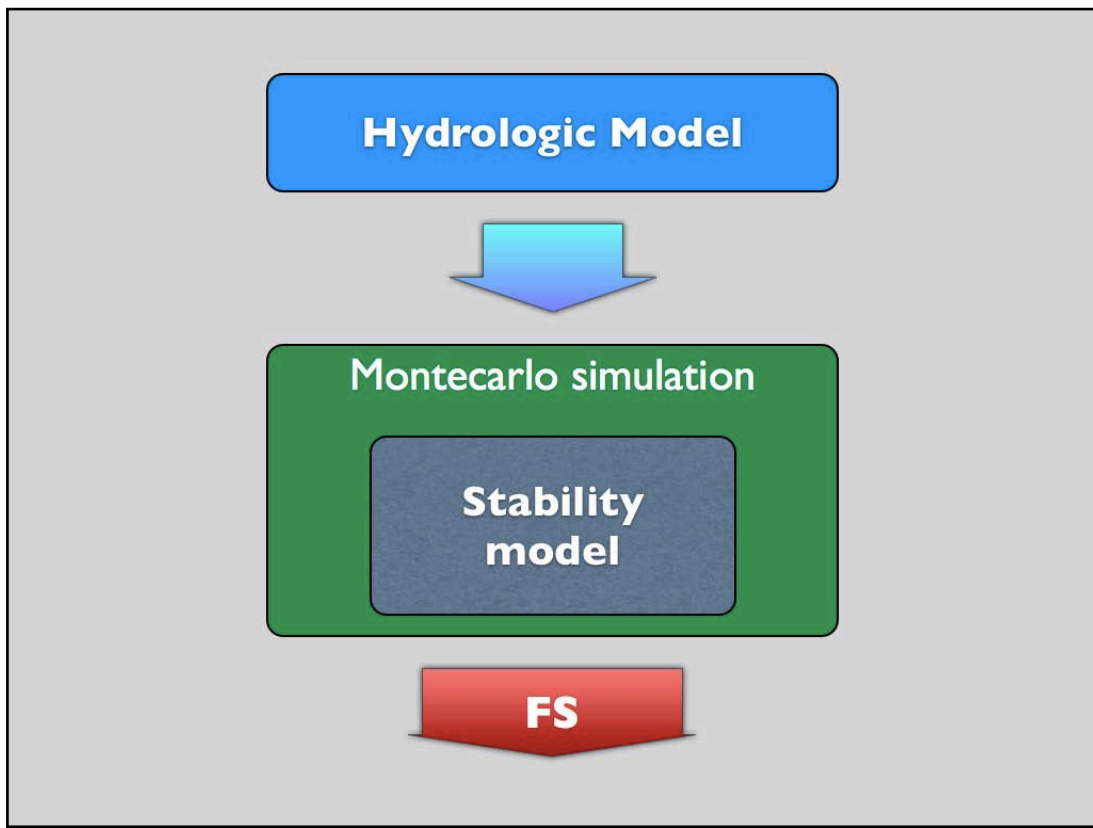 Hydrologic Model
Montecarlo simulation
Stability
model
FS